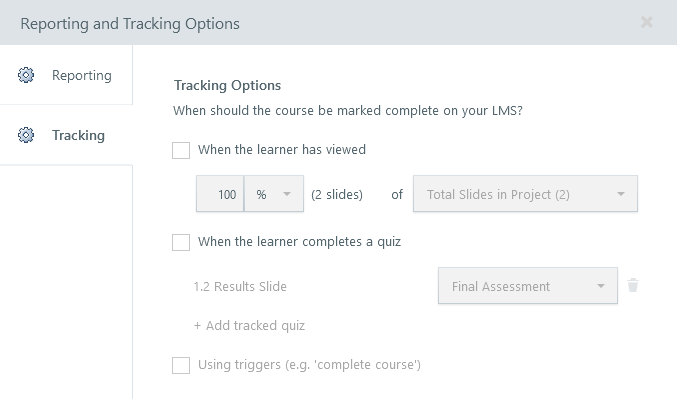 Reporting and Tracking Options
Reporting
Tracking
Tracking Options
When should the course be marked complete on your LMS?
When the learner has viewed
100 % (2 slides) of Total Slides in Project (2)
When the learner completes a quiz
1.2 Results Slide Final Assessment
+ Add tracked quiz
Using triggers (e.g. 'complete course')